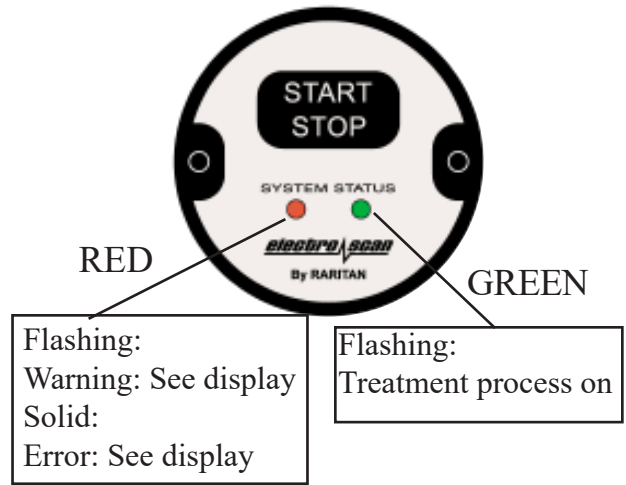 START
STOP
SYSTEM STATUS
electro scan
By RARITAN
RED
GREEN
Flashing:
Warning: See display
Solid:
Error: See display
Flashing:
Treatment process on